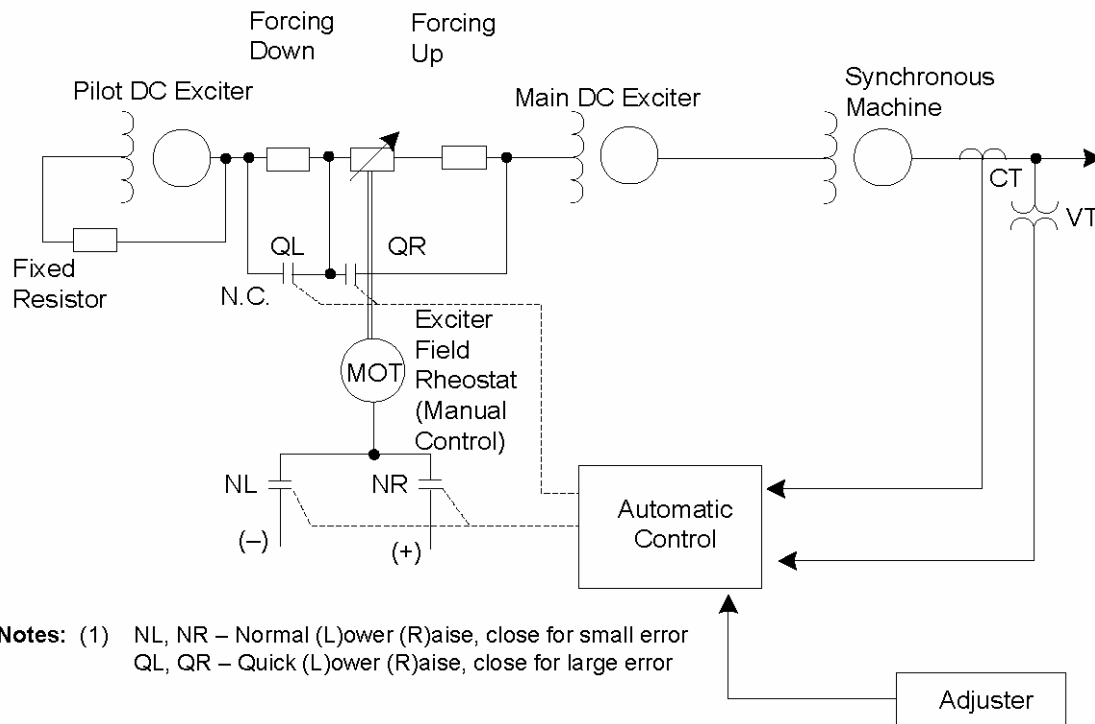 Forcing
Down
Forcing
Up
Pilot DC Exciter
Main DC Exciter
Synchronous
Machine
CT
VT
QL
QR
Fixed
Resistor
N.C.
Exciter
Field
Rheostat
(Manual
Control)
MOT
NL
NR
(–)
(+)
Automatic
Control
Notes: (1) NL, NR – Normal (L)ower (R)aise, close for small error
QL, QR – Quick (L)ower (R)aise, close for large error
Adjuster